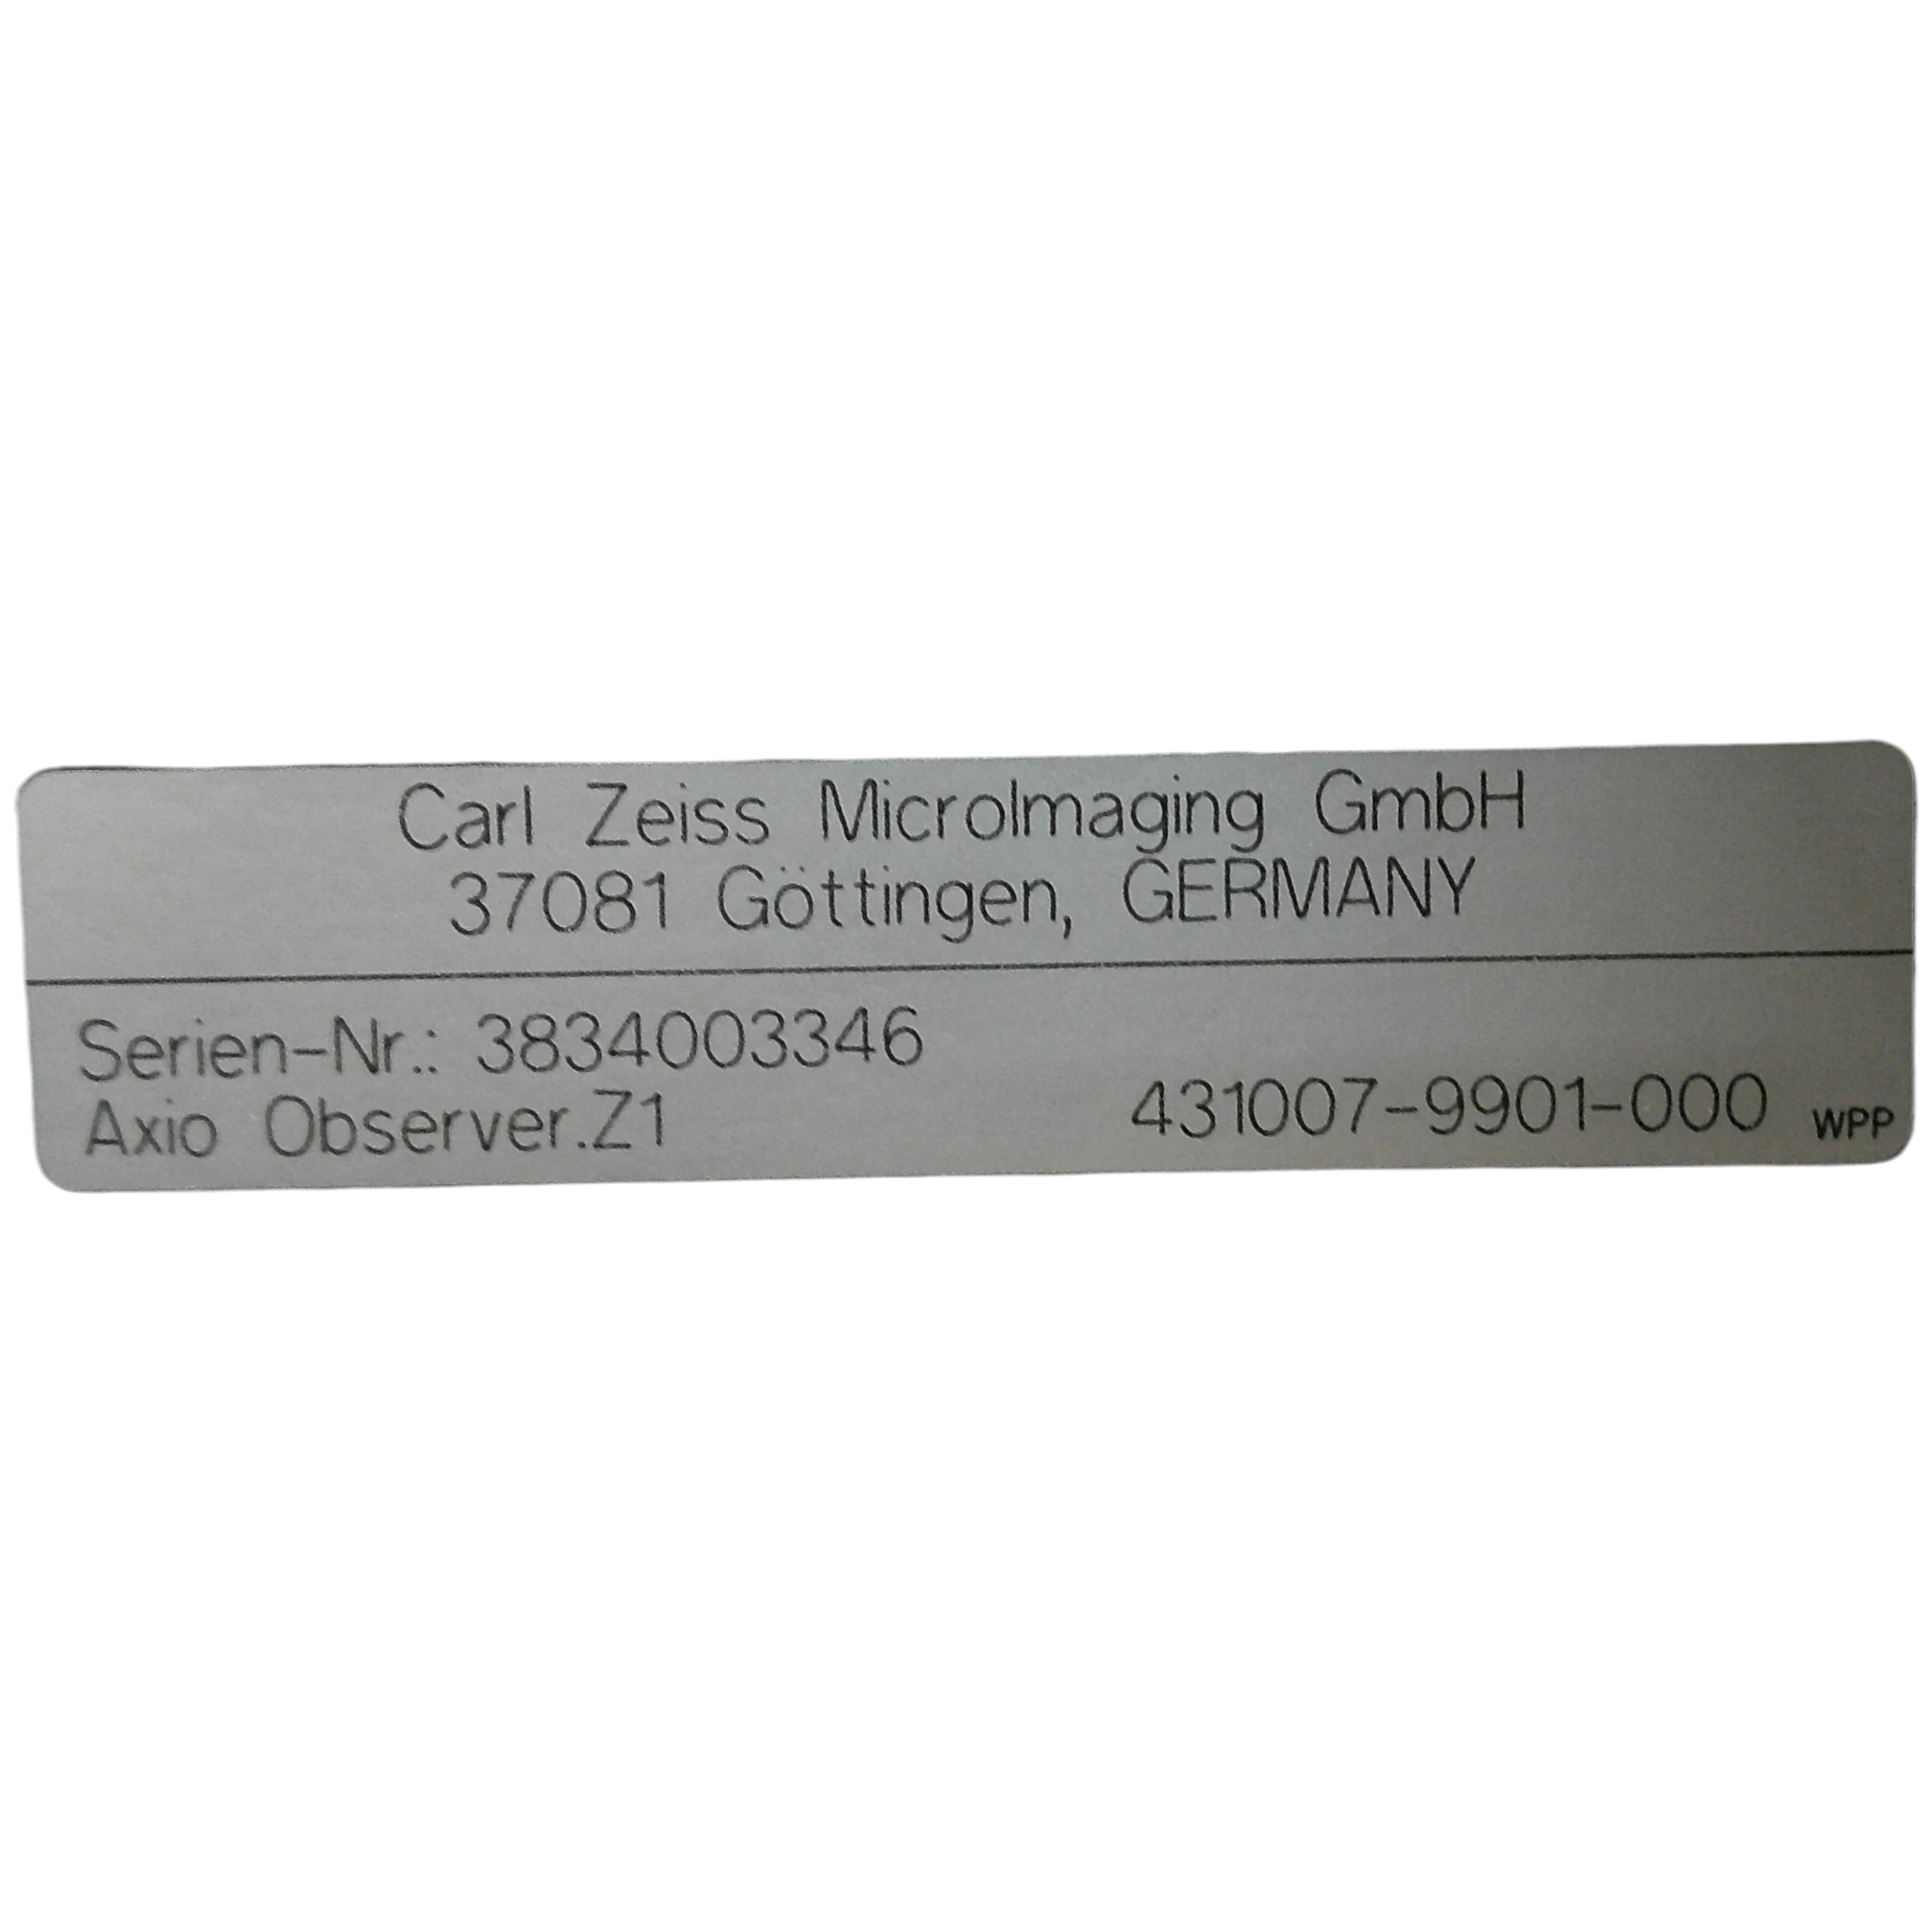 Carl Zeiss MicroImaging GmbH
37081 Göttingen, GERMANY
Serien-Nr.: 3834003346
Axio Observer.Z1 431007-9901-000 WPP